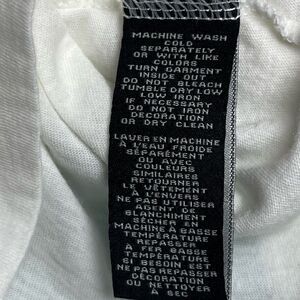 MACHINE WASH
COLD
SEPARATELY
OR WITH LIKE
COLORS
TURN GARMENT
INSIDE OUT
DO NOT BLEACH
TUMBLE DRY LOW
LOW IRON
IF NECESSARY
DO NOT IRON
DECORATION
OR DRY CLEAN
LAVER EN MACHINE
À L'EAU FROIDE
SÉPARÉMENT
OU AVEC
COULEURS
SIMILAIRES
RETOURNER
LE VÊTEMENT
À L'ENVERS
NE PAS UTILISER
AGENT DE
BLANCHIMENT
SÉCHER EN
MACHINE À BASSE
TEMPÉRATURE
REPASSER
À FER BASSE
TEMPÉRATURE
SI BESOIN EST
NE PAS REPASSER
DÉCORATION
OU NETTOYER
À SEC